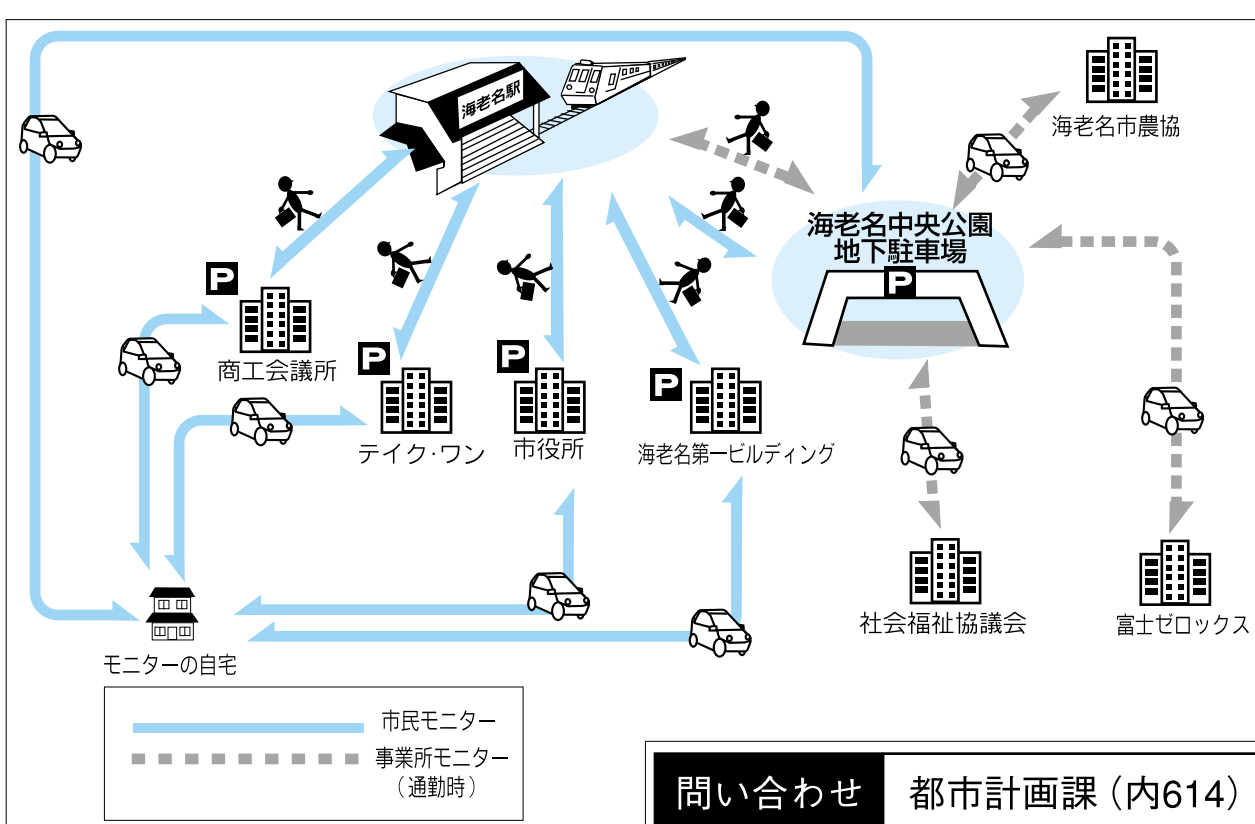 海老名駅
海老名市農協
海老名中央公園
地下駐車場
P
P
商工会議所
P
テイク・ワン
P
市役所
P
海老名第一ビルディング
社会福祉協議会
富士ゼロックス
モニターの自宅
市民モニター
事業所モニター
（通勤時）
問い合わせ 都市計画課（内614）